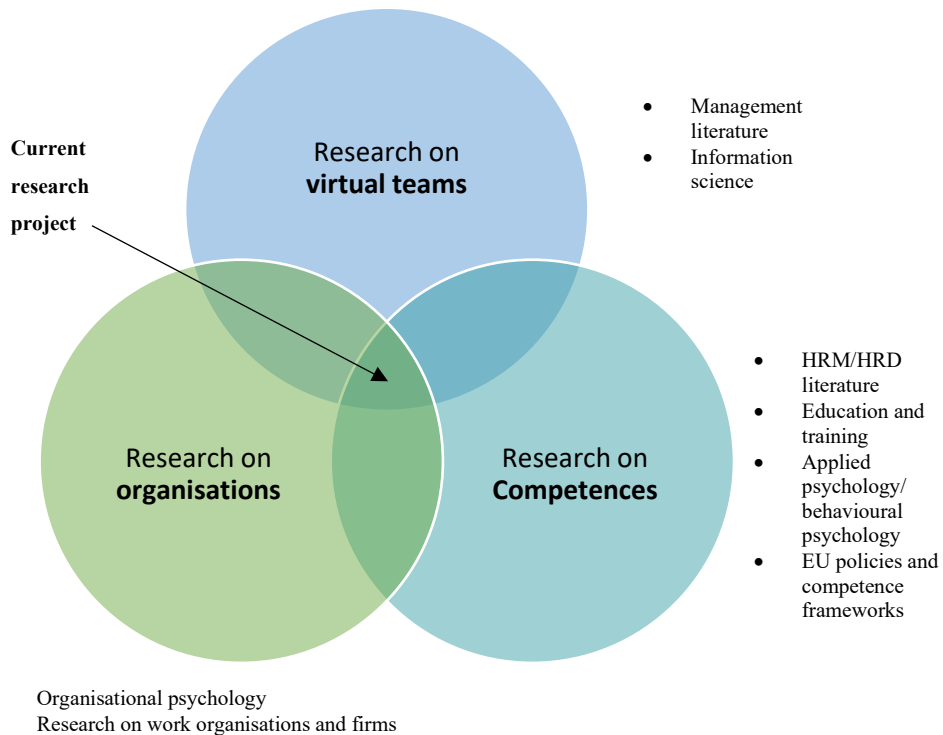 Research on
virtual teams
• Management
literature
• Information
science
Current
research
project
Research on
organisations
Research on
Competences
• HRM/HRD
literature
• Education and
training
• Applied
psychology/
behavioural
psychology
• EU policies and
competence
frameworks
Organisational psychology
Research on work organisations and firms